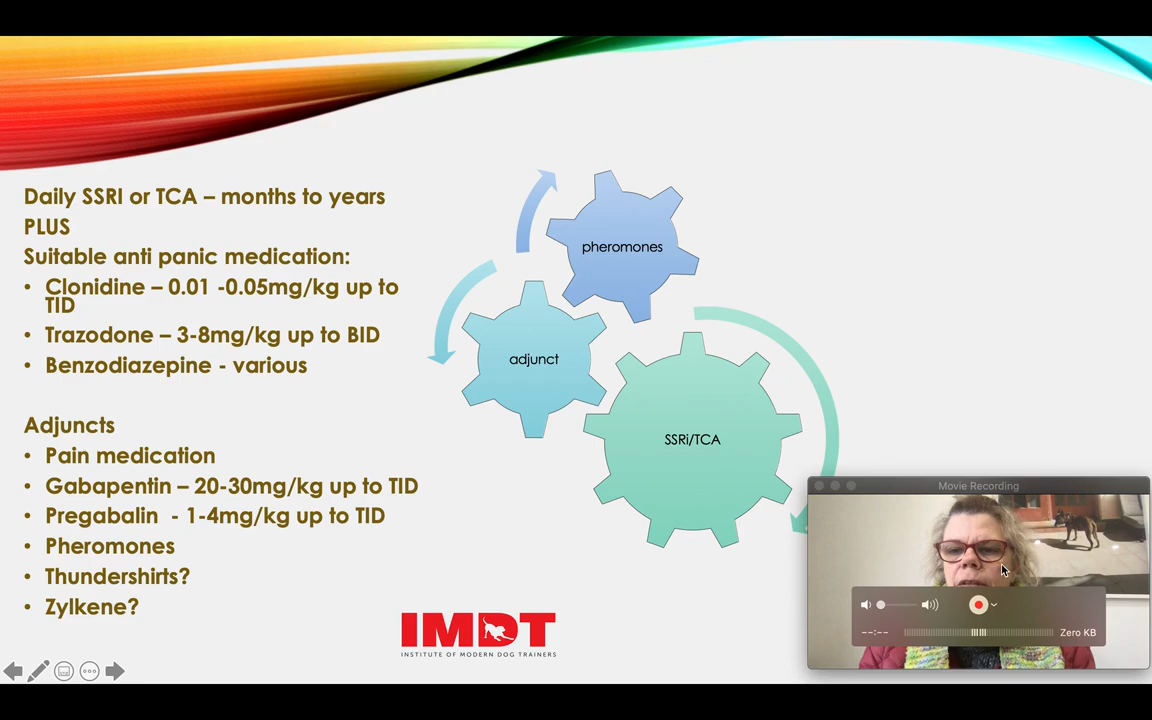 Daily SSRI or TCA – months to years
PLUS
Suitable anti panic medication:
• Clonidine – 0.01 -0.05mg/kg up to
TID
• Trazodone – 3-8mg/kg up to BID
• Benzodiazepine - various
Adjuncts
• Pain medication
• Gabapentin – 20-30mg/kg up to TID
• Pregabalin - 1-4mg/kg up to TID
• Pheromones
• Thundershirts?
• Zylkene?
pheromones
adjunct
SSRi/TCA
IMDT
INSTITUTE OF MODERN DOG TRAINERS
Movie Recording
--:--
Zero KB